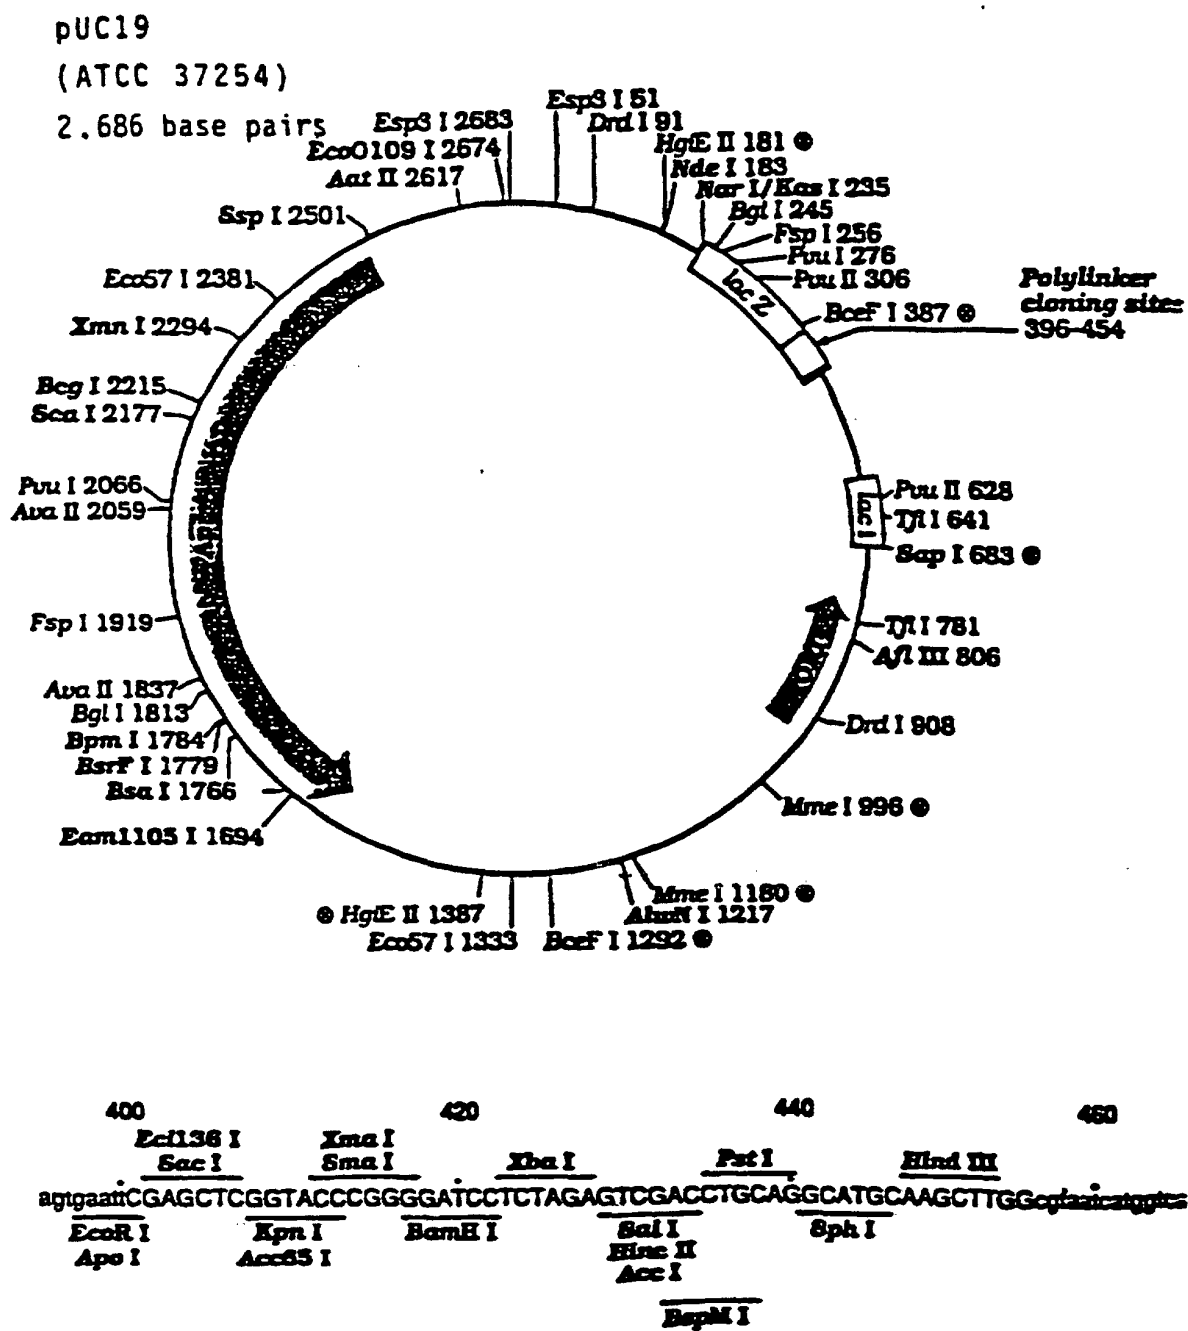 pUC19
(ATCC 37254)
2.686 base pairs
Esp3 I 51
Esp3 I 2683
Drd I 91
EcoO109 I 2674
HgiE II 181 ⊗
Aat II 2617
Nde I 183
Nar I/Kas I 235
Ssp I 2501
Bgl I 245
Fsp I 256
Pvu I 276
Eco57 I 2381
Pvu II 306
lac Z
Polylinker
cloning sites
396-454
BceF I 387 ⊗
Xmn I 2294
Bcg I 2215
Sca I 2177
Pvu I 2066
Ava II 2059
Pvu II 628
lac I
Tfi I 641
Sap I 683 ⊗
Fsp I 1919
Tfi I 781
Afl III 806
ORI
Ava II 1837
Bgl I 1813
Bpm I 1784
BsrF I 1779
Bsa I 1766
Eam1105 I 1694
Drd I 908
Mme I 996 ⊗
Mme I 1180 ⊗
AlwN I 1217
⊗ HgiE II 1387
Eco57 I 1333
BceF I 1292 ⊗
400 420 440 460
Ecl136 I Xma I
Sac I Sma I Xba I Pst I Hind III
agtgaattCGAGCTCGGTACCCGGGGATCCTCTAGAGTCGACCTGCAGGCATGCAAGCTTGGcgtaatcatggtca
EcoR I Kpn I BamH I Sal I Sph I
Apo I Acc65 I Hinc II
Acc I
BspM I